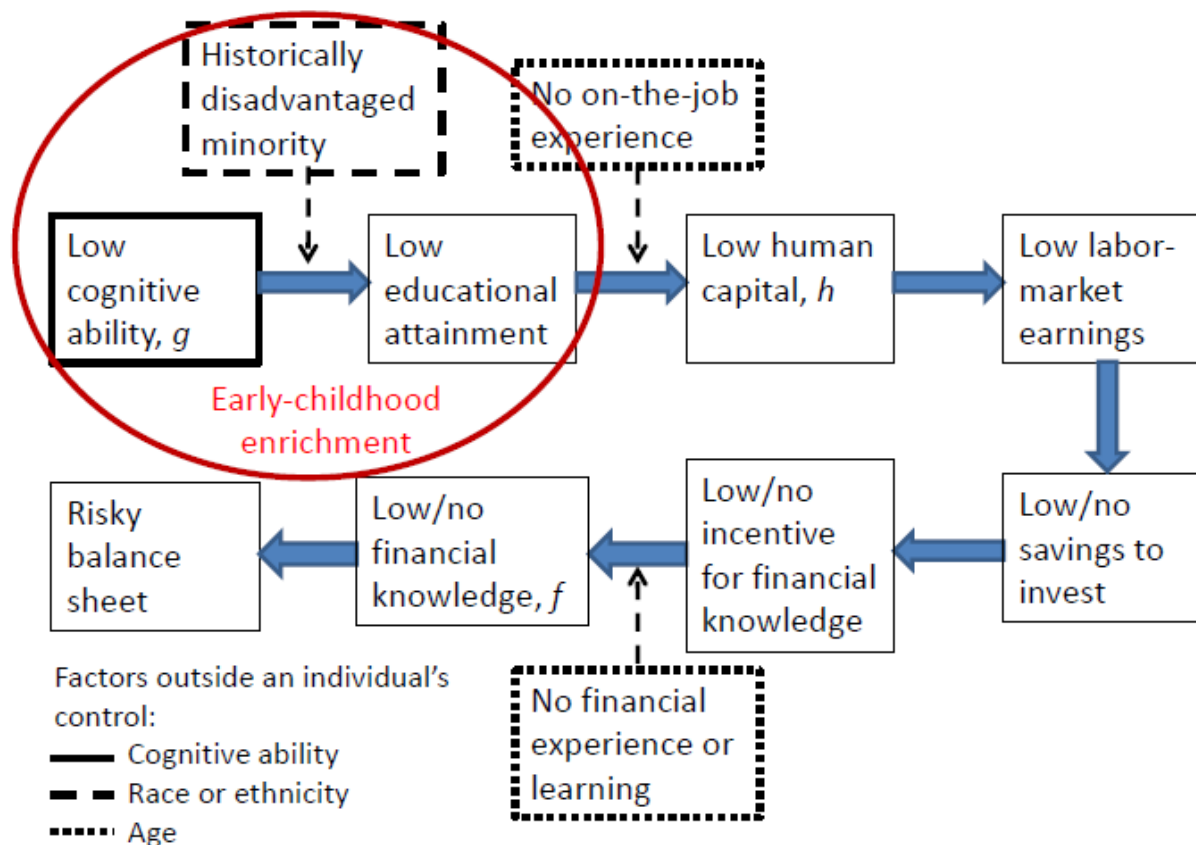 Historically
disadvantaged
minority
No on-the-job
experience
Low
cognitive
ability, g
Low
educational
attainment
Low human
capital, h
Low labor-
market
earnings
Early-childhood
enrichment
Risky
balance
sheet
Low/no
financial
knowledge, f
Low/no
incentive
for financial
knowledge
Low/no
savings to
invest
Factors outside an individual's
control:
Cognitive ability
Race or ethnicity
Age
No financial
experience or
learning